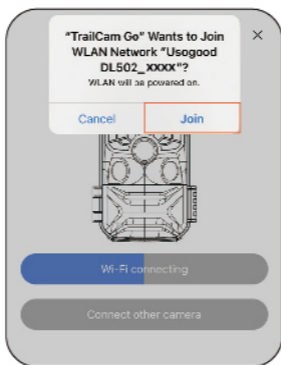 "TrailCam Go" Wants to Join
WLAN Network "Usogood
DL502_XXXX"?
WLAN will be powered on.
Cancel
Join
Wi-Fi connecting
Connect other camera